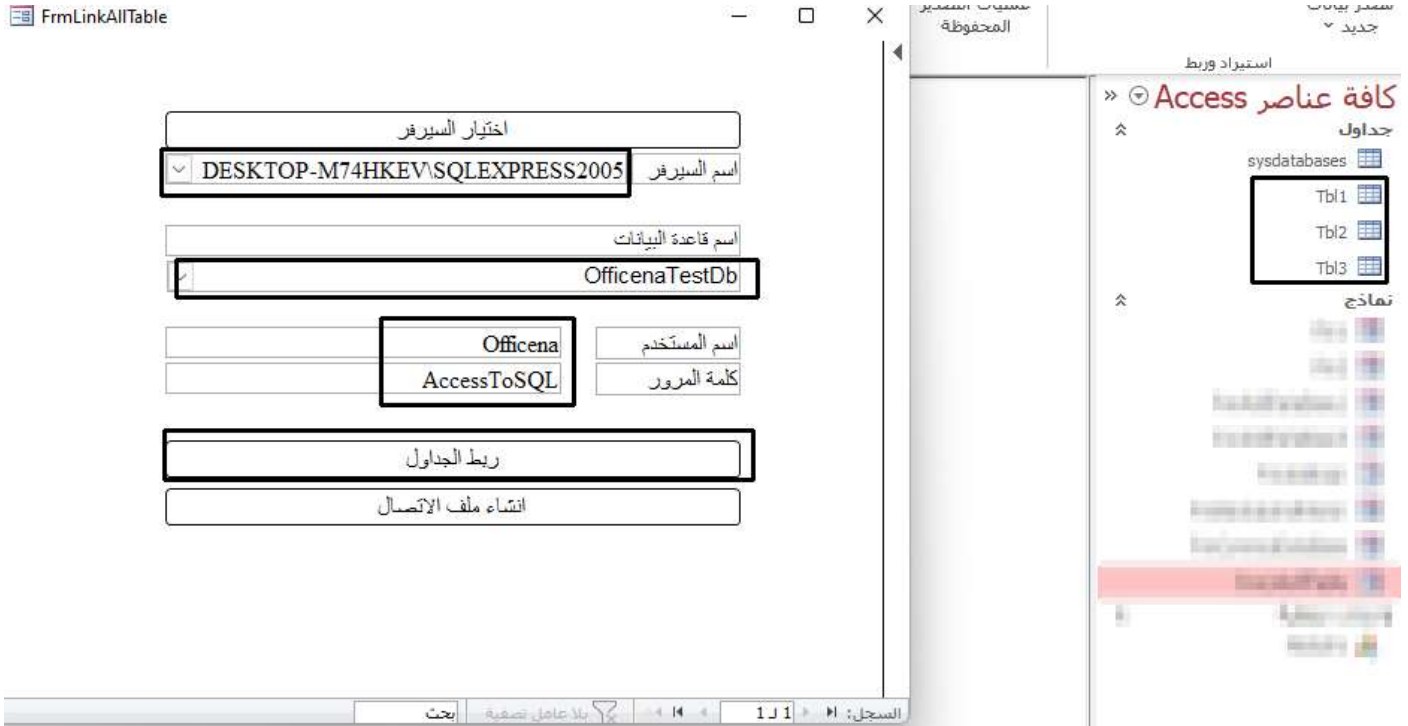 FrmLinkAllTable
اختيار السيرفر
اسم السيرفر DESKTOP-M74HKEV\SQLEXPRESS2005
اسم قاعدة البيانات
OfficenaTestDb
اسم المستخدم Officena
كلمة المرور AccessToSQL
ربط الجداول
انشاء ملف الاتصال
السجل: 1 لـ 1 بلا عامل تصفية بحث
جديد
المحفوظة
استيراد وربط
كافة عناصر Access
جداول
sysdatabases
Tbl1
Tbl2
Tbl3
نماذج